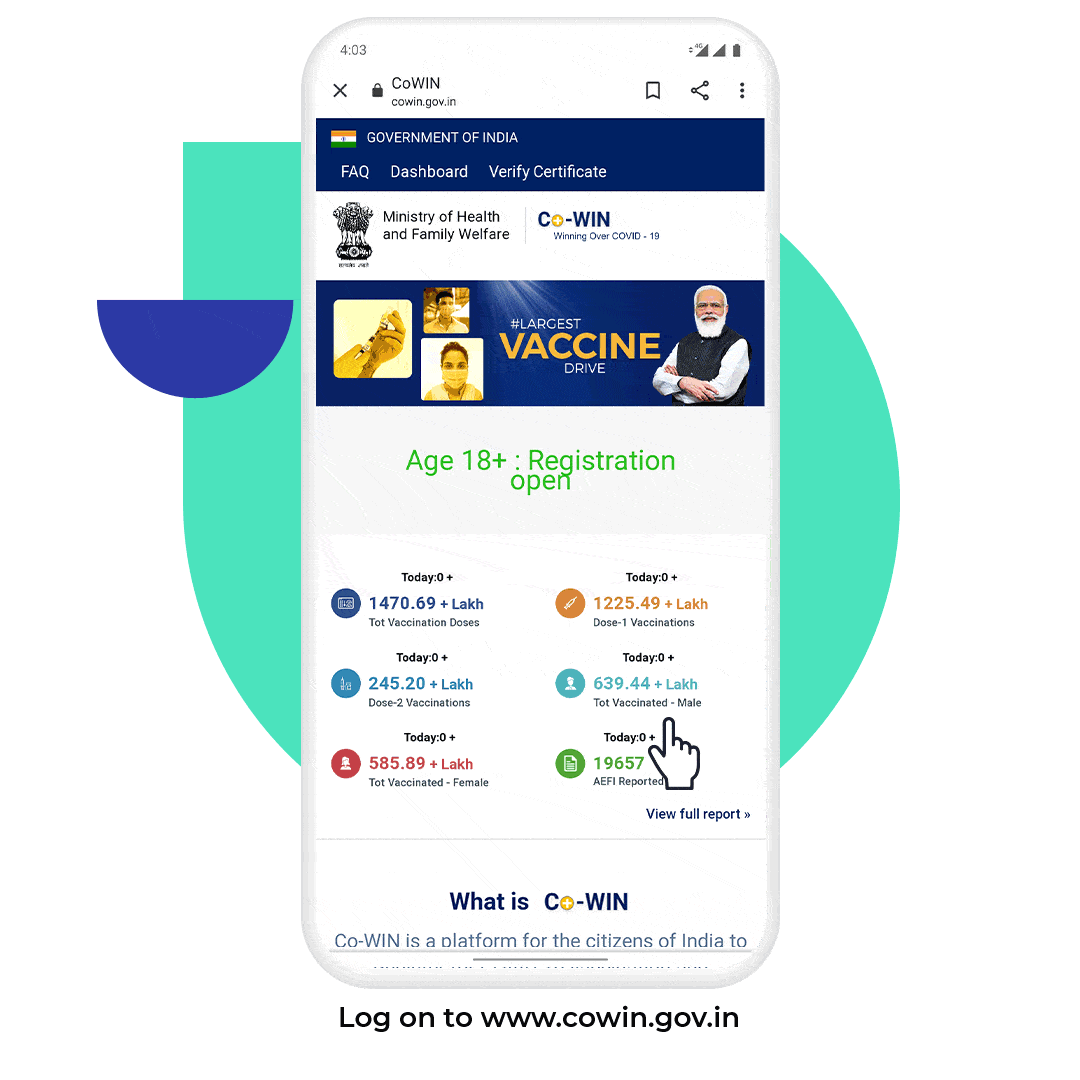 4:03
4G
CoWIN
cowin.gov.in
GOVERNMENT OF INDIA
FAQ Dashboard Verify Certificate
Ministry of Health
and Family Welfare
Co-WIN
Winning Over COVID - 19
सत्यमेव जयते
#LARGEST
VACCINE
DRIVE
Age 18+ : Registration
open
Today:0 +
1470.69 + Lakh
Tot Vaccination Doses
Today:0 +
1225.49 + Lakh
Dose-1 Vaccinations
Today:0 +
245.20 + Lakh
Dose-2 Vaccinations
Today:0 +
639.44 + Lakh
Tot Vaccinated - Male
Today:0 +
585.89 + Lakh
Tot Vaccinated - Female
Today:0 +
19657
AEFI Reported
View full report »
What is Co-WIN
Co-WIN is a platform for the citizens of India to
Log on to www.cowin.gov.in